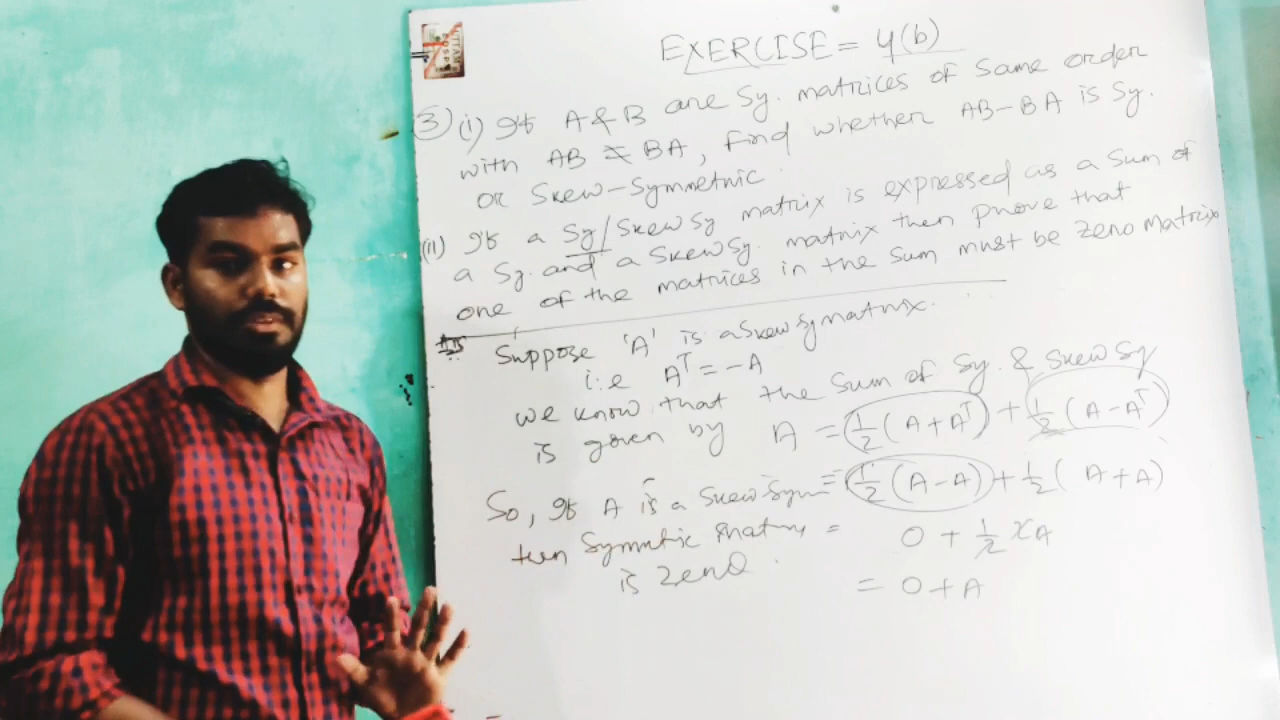 EXERCISE = 4(b)
3) (i) If A & B are Sy. matrices of same order
with AB ≠ BA, find whether AB-BA is Sy.
or Skew-Symmetric
(ii) If a Sy/Skew Sy matrix is expressed as a sum of
a Sy. and a Skew Sy. matrix then prove that
one of the matrices in the sum must be zero matrix
Ans Suppose 'A' is a Skew Sy matrix.
i.e Aᵀ = -A
we know that the sum of Sy. & Skew Sy
is given by A = ½(A+Aᵀ) + ½(A-Aᵀ)
So, If A is a Skew Sym = ½(A-A) + ½(A+A)
then Symmetric Matrix = 0 + ½ 2A
is zero. = 0 + A